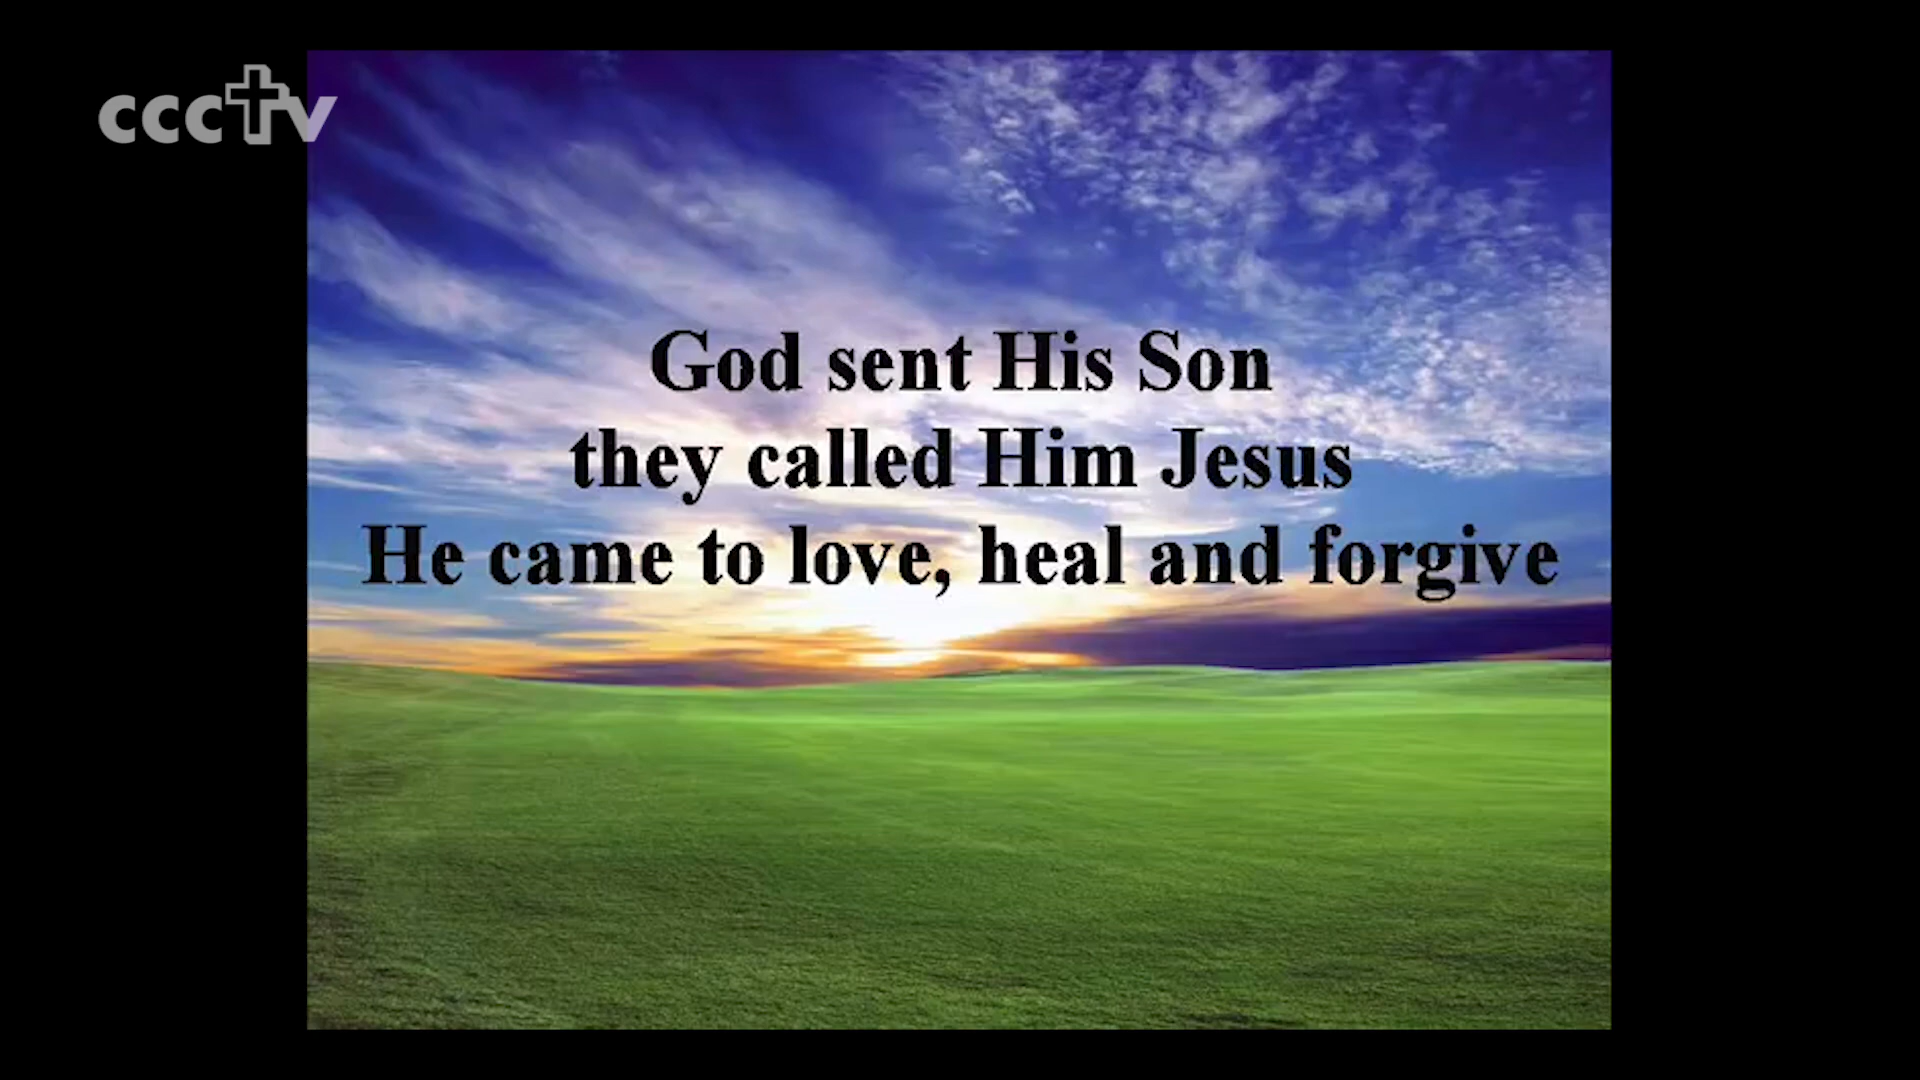 cccTV
God sent His Son
they called Him Jesus
He came to love, heal and forgive